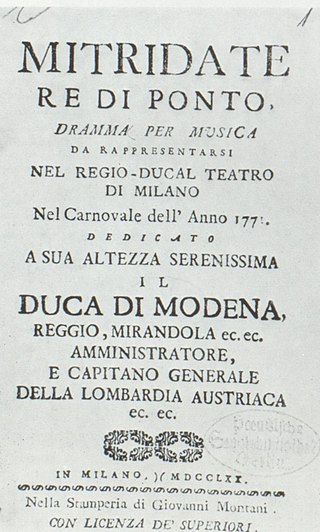 1
MITRIDATE
RE DI PONTO,
DRAMMA PER MUSICA
DA RAPPRESENTARSI
NEL REGIO-DUCAL TEATRO
DI MILANO
Nel Carnovale dell' Anno 1771.
DEDICATO
A SUA ALTEZZA SERENISSIMA
IL
DUCA DI MODENA,
REGGIO, MIRANDOLA ec. ec.
AMMINISTRATORE,
E CAPITANO GENERALE
DELLA LOMBARDIA AUSTRIACA
ec. ec.
IN MILANO, )( MDCCLXX.
Nella Stamperia di Giovanni Montani.
CON LICENZA DE' SUPERIORI.